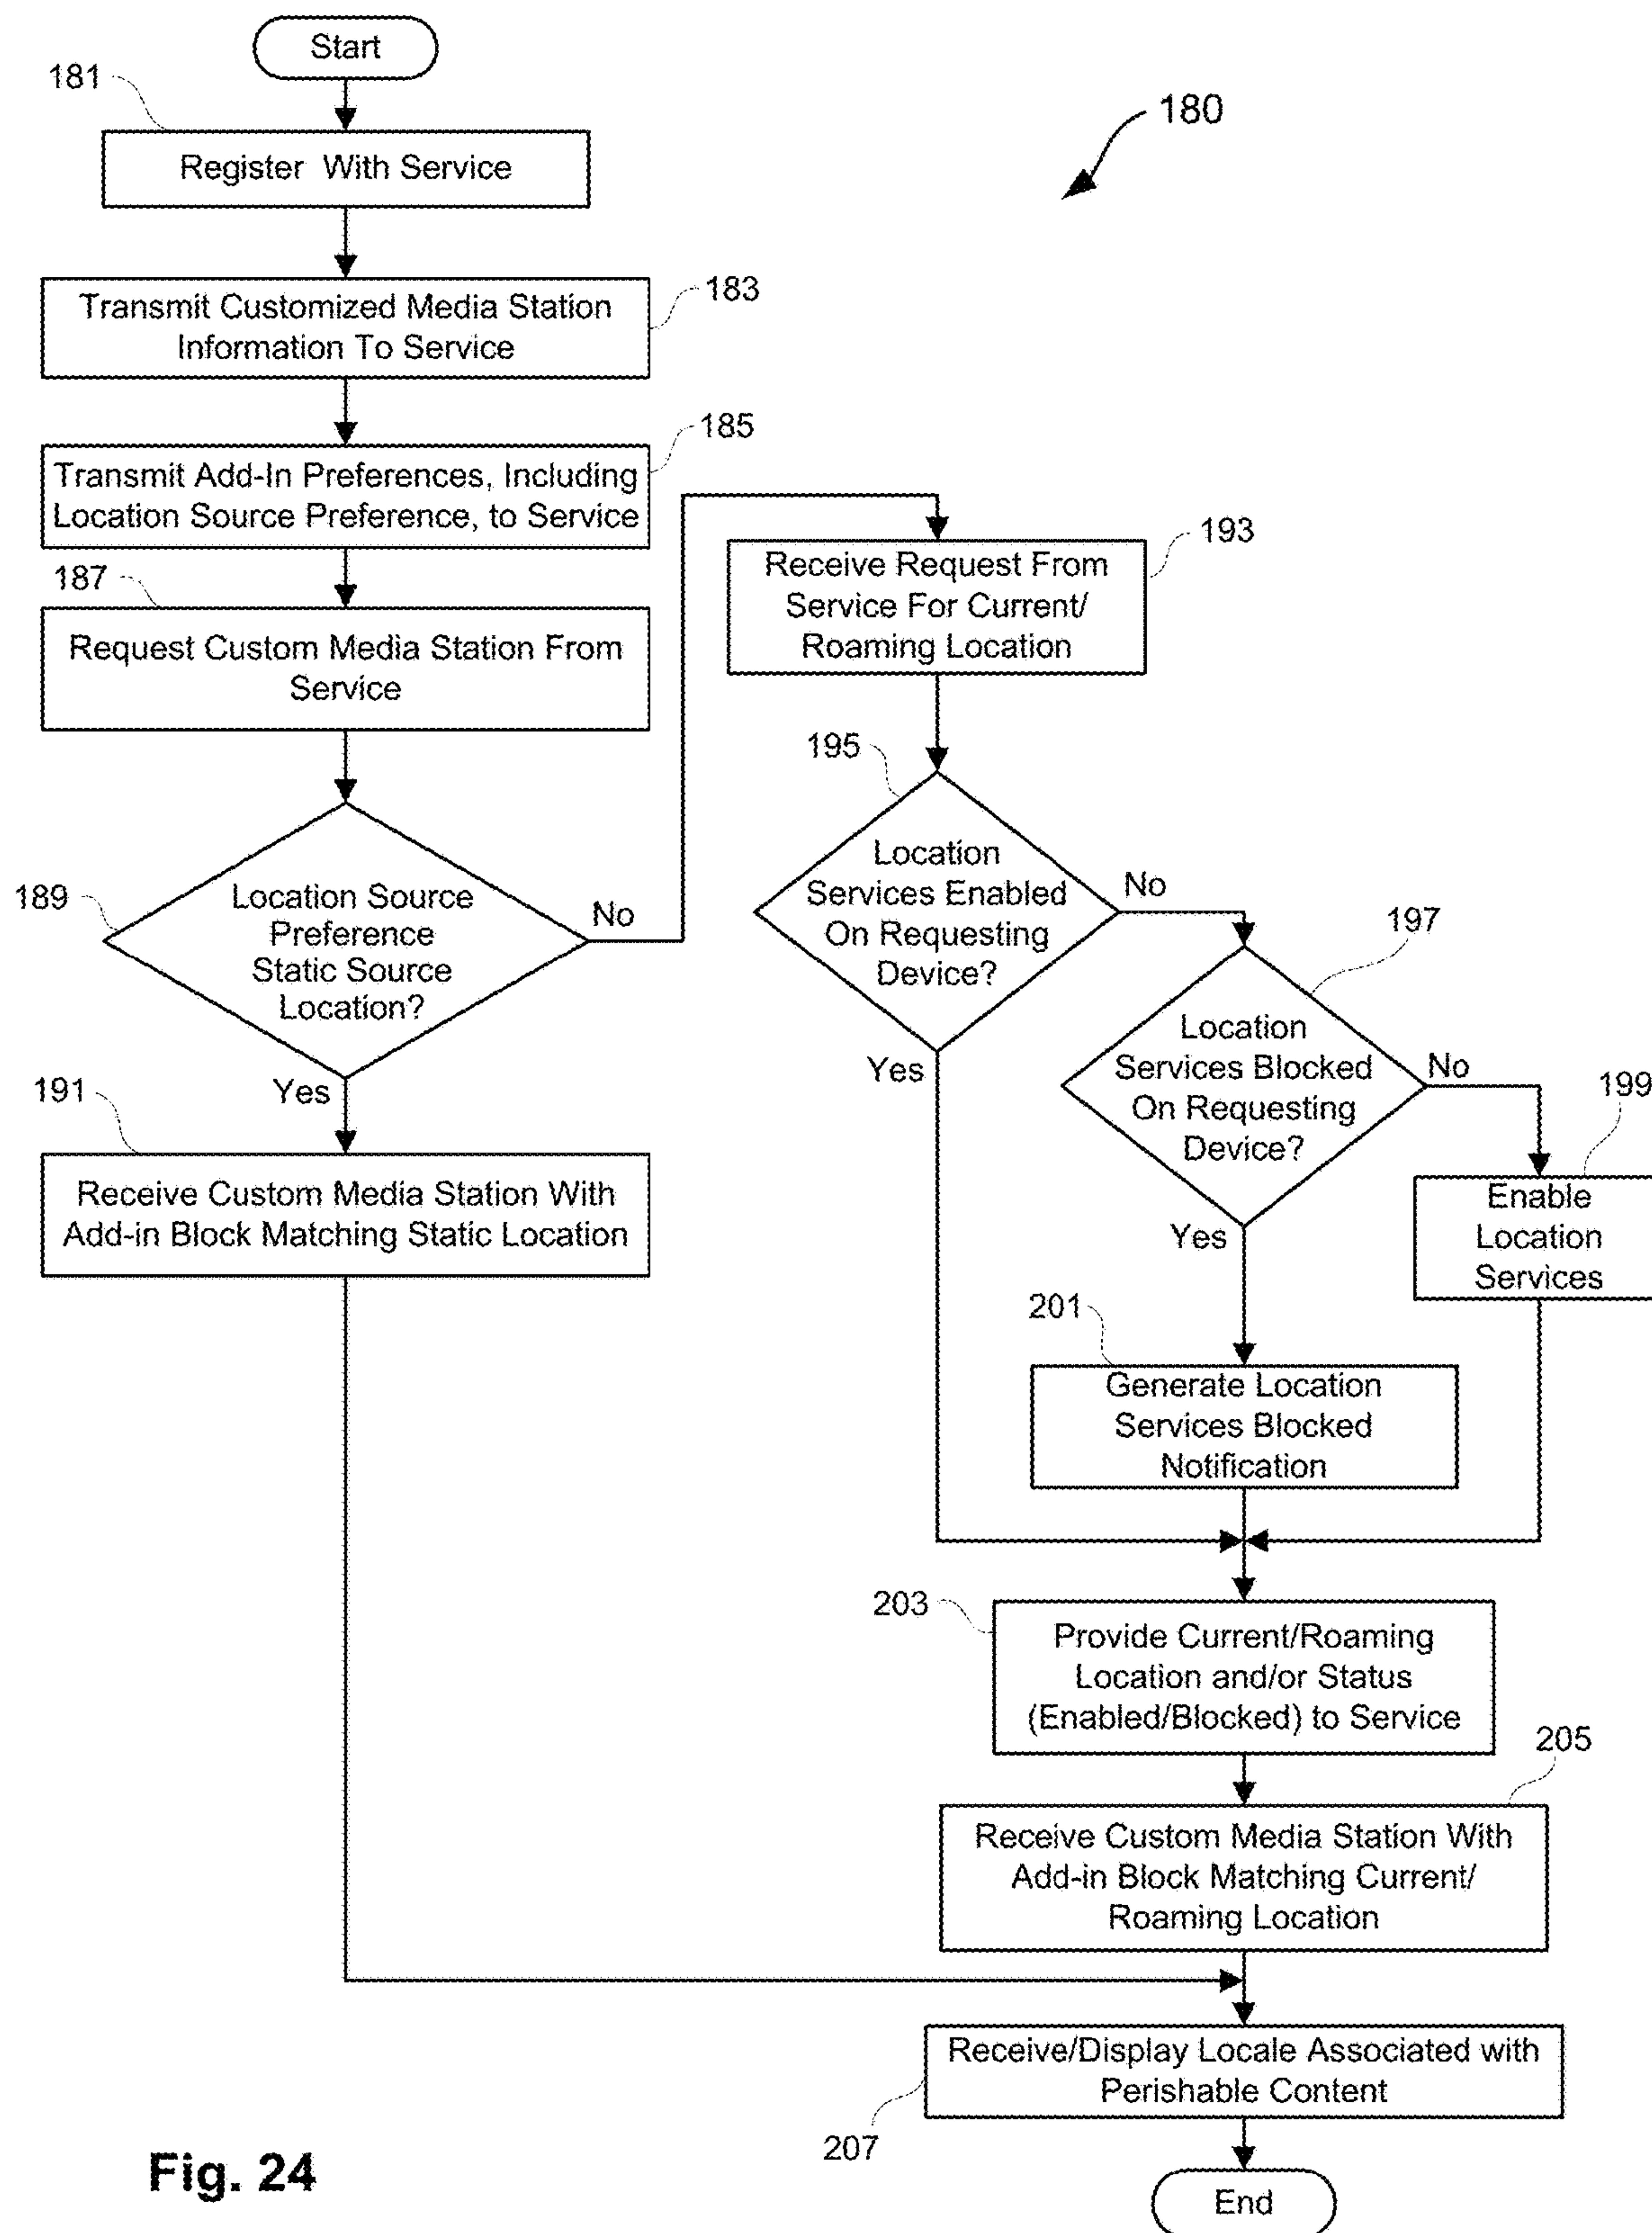 Start
181
180
Register With Service
183
Transmit Customized Media Station
Information To Service
185
Transmit Add-In Preferences, Including
Location Source Preference, to Service
187
Request Custom Media Station From
Service
189
Location Source
Preference
Static Source
Location?
No
Yes
191
Receive Custom Media Station With
Add-in Block Matching Static Location
193
Receive Request From
Service For Current/
Roaming Location
195
Location
Services Enabled
On Requesting
Device?
No
Yes
197
Location
Services Blocked
On Requesting
Device?
No
Yes
199
Enable
Location
Services
201
Generate Location
Services Blocked
Notification
203
Provide Current/Roaming
Location and/or Status
(Enabled/Blocked) to Service
205
Receive Custom Media Station With
Add-in Block Matching Current/
Roaming Location
Receive/Display Locale Associated with
Perishable Content
207
End
Fig. 24